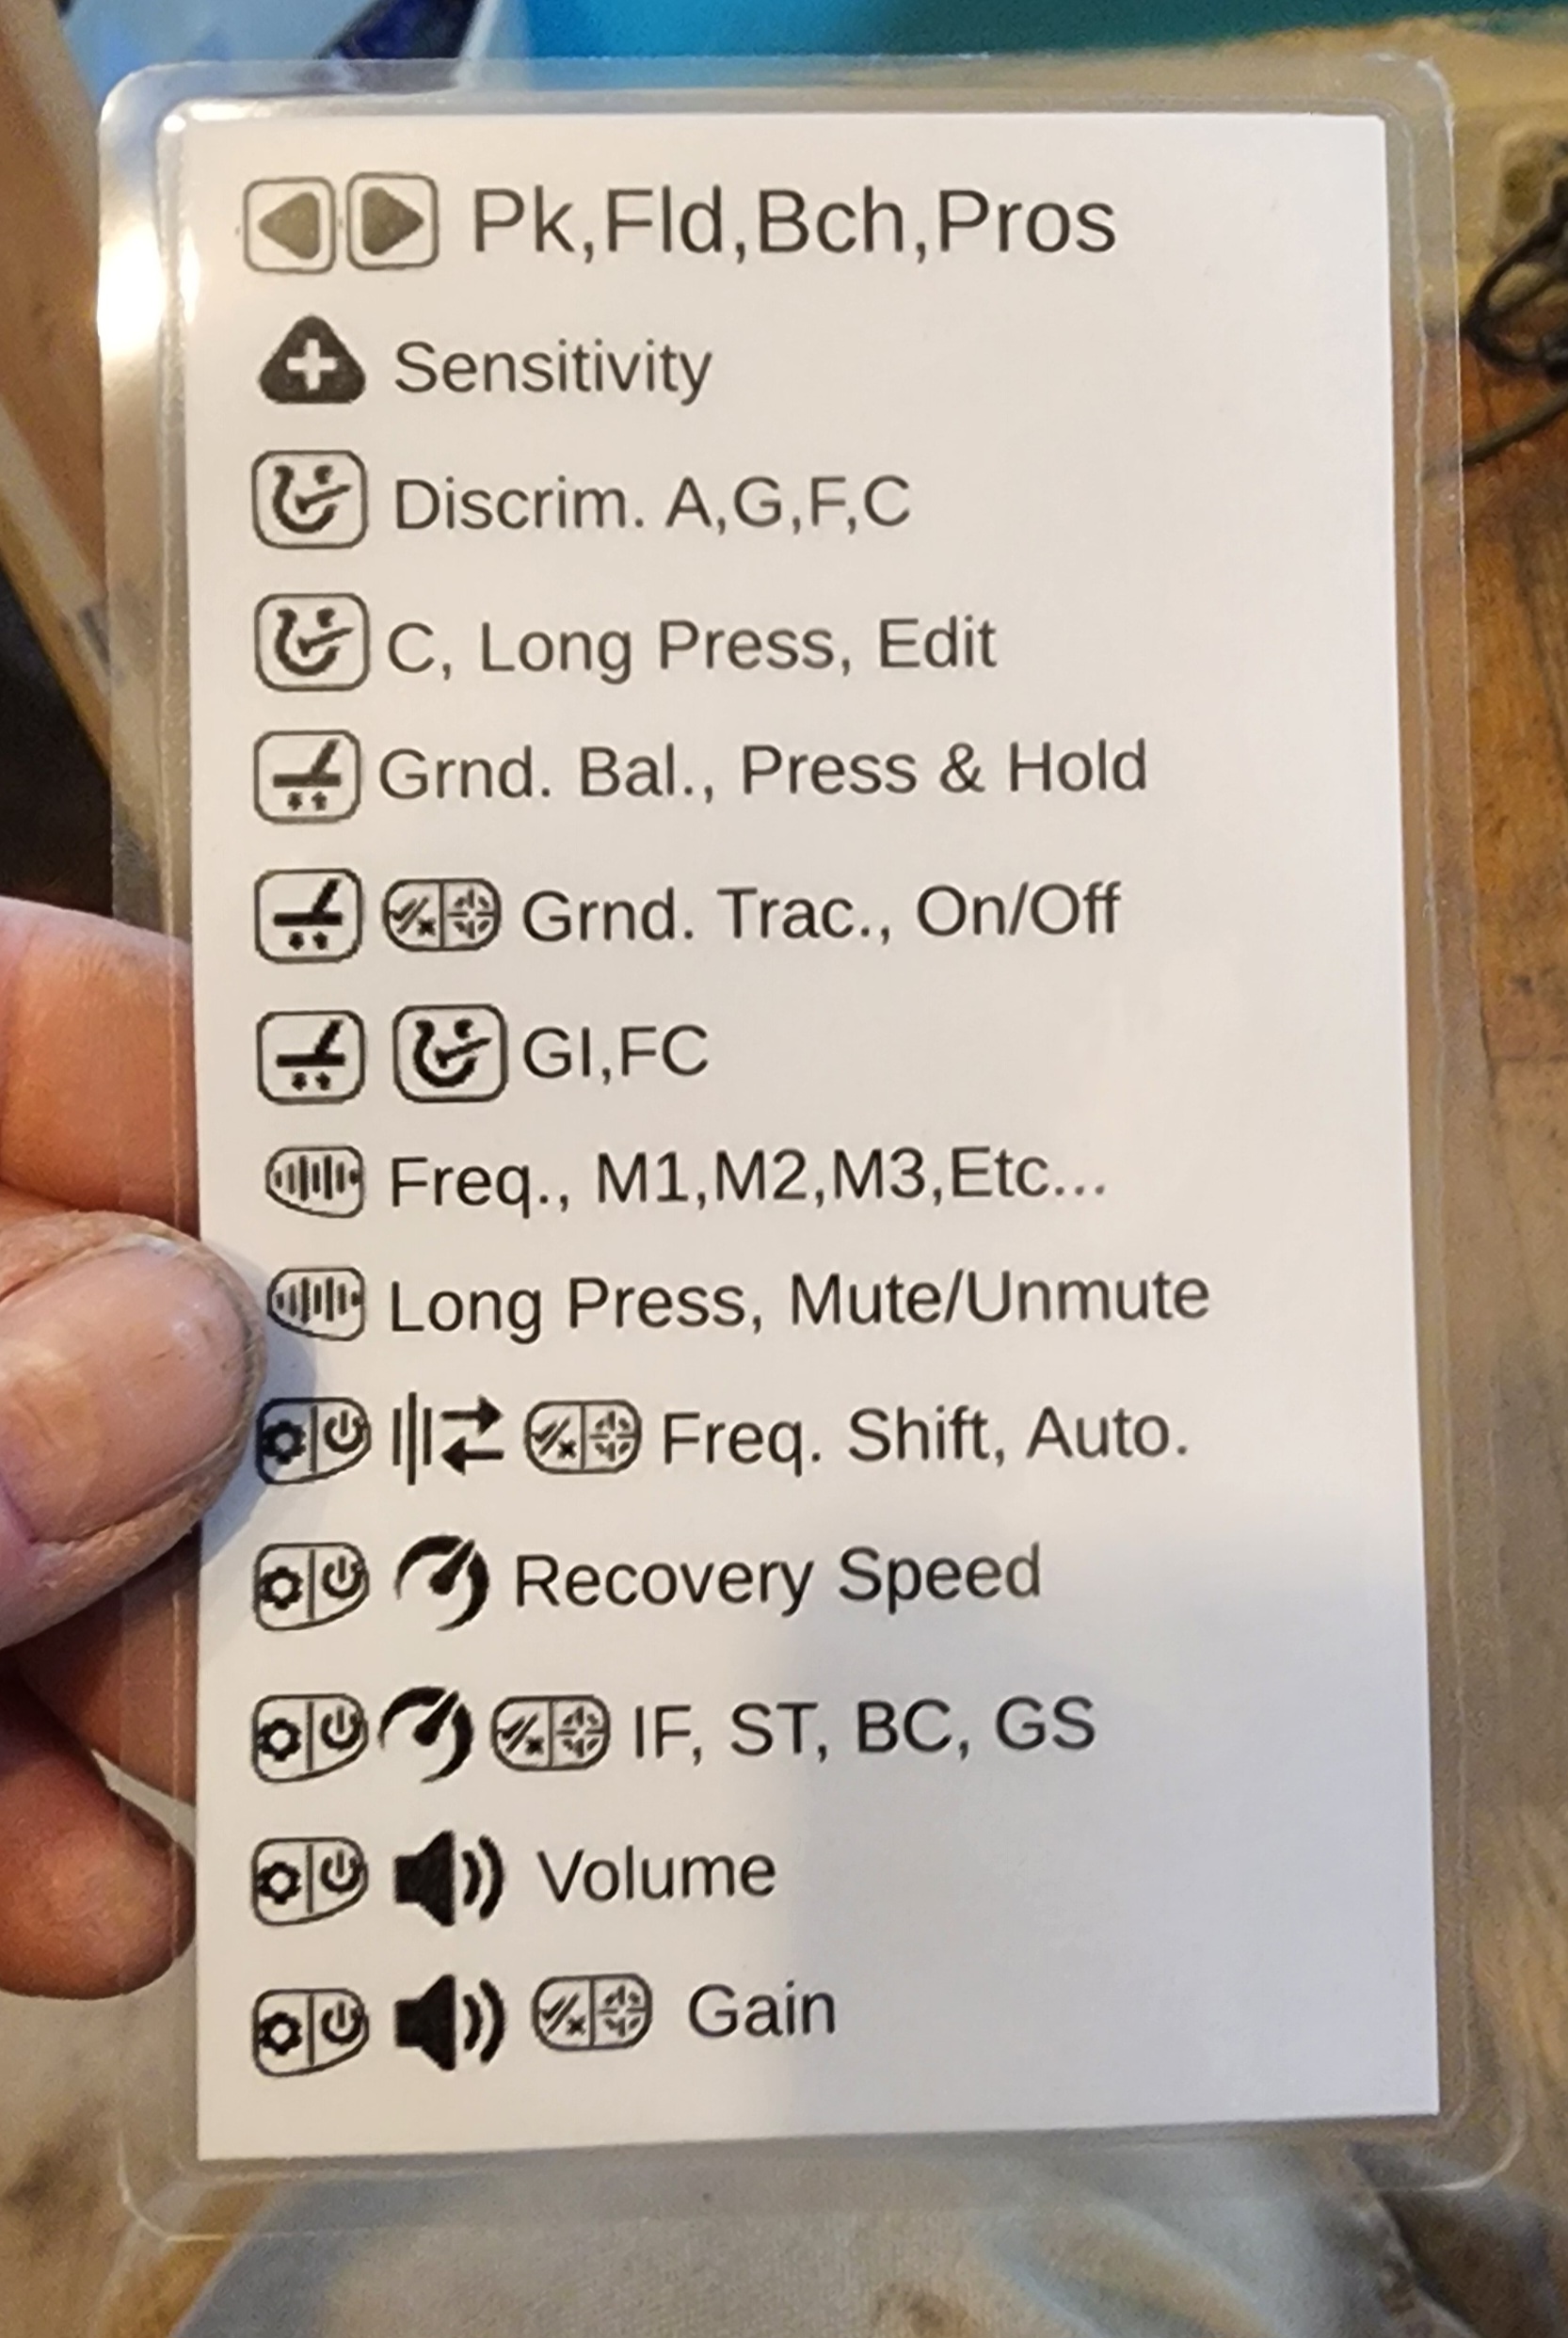 Pk,Fld,Bch,Pros
Sensitivity
Discrim. A,G,F,C
C, Long Press, Edit
Grnd. Bal., Press & Hold
Grnd. Trac., On/Off
GI,FC
Freq., M1,M2,M3,Etc...
Long Press, Mute/Unmute
Freq. Shift, Auto.
Recovery Speed
IF, ST, BC, GS
Volume
Gain